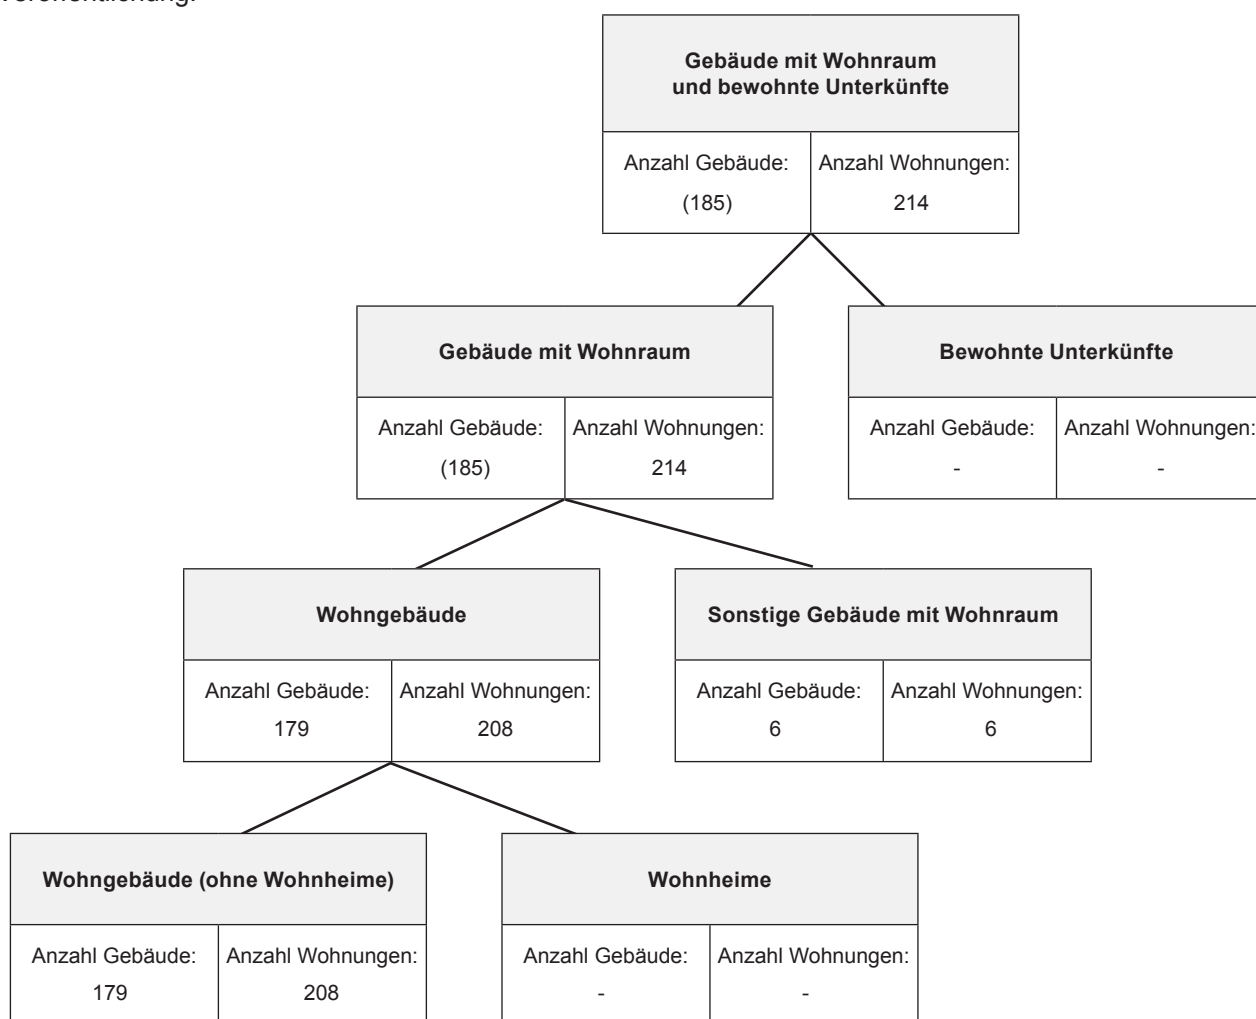 Veröffentlichung.
Gebäude mit Wohnraum
und bewohnte Unterkünfte
Anzahl Gebäude: Anzahl Wohnungen:
(185) 214
Gebäude mit Wohnraum Bewohnte Unterkünfte
Anzahl Gebäude: Anzahl Wohnungen: Anzahl Gebäude: Anzahl Wohnungen:
(185) 214 - -
Wohngebäude Sonstige Gebäude mit Wohnraum
Anzahl Gebäude: Anzahl Wohnungen: Anzahl Gebäude: Anzahl Wohnungen:
179 208 6 6
Wohngebäude (ohne Wohnheime) Wohnheime
Anzahl Gebäude: Anzahl Wohnungen: Anzahl Gebäude: Anzahl Wohnungen:
179 208 - -